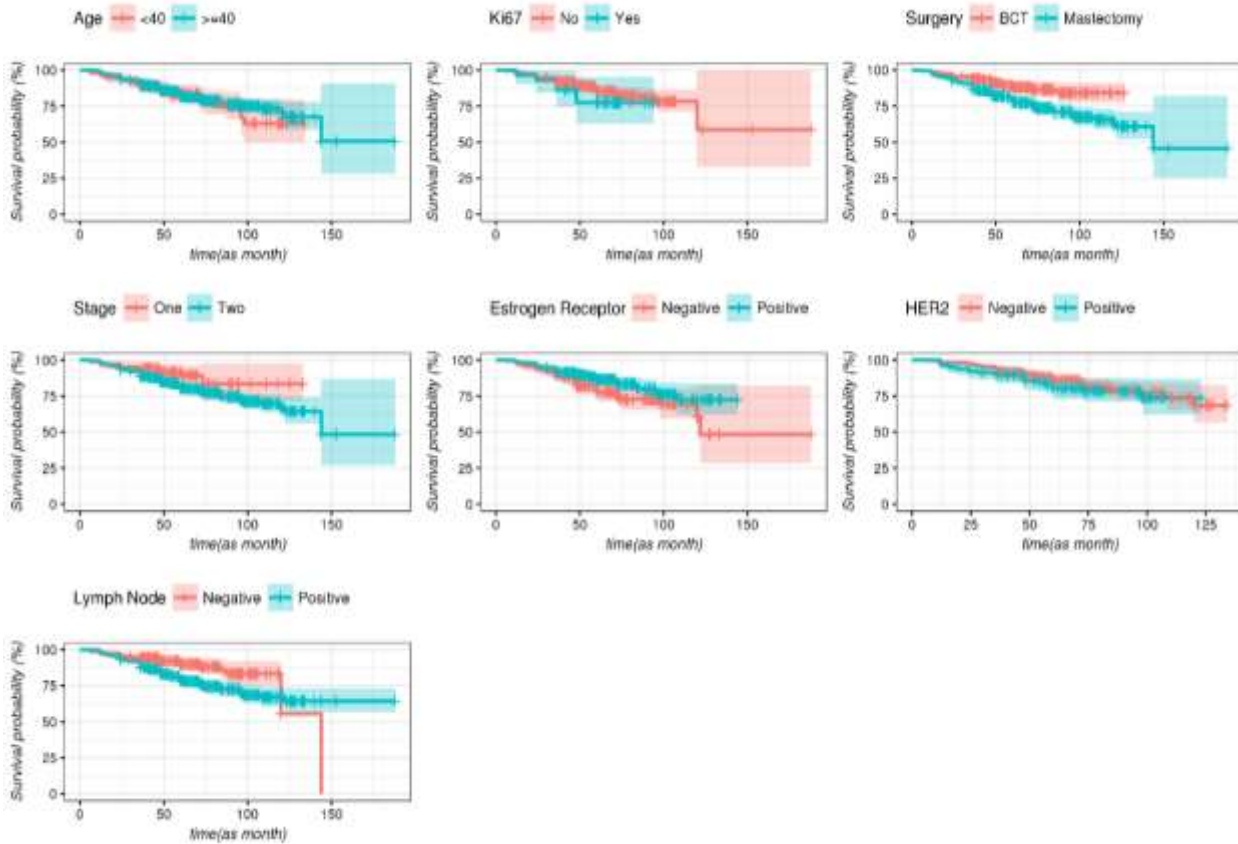 Age <40 >=40
Survival probability (%)
100
75
50
25
0
0 50 100 150
time(as month)
Ki67 No Yes
Survival probability (%)
100
75
50
25
0
0 50 100 150
time(as month)
Surgery BCT Mastectomy
Survival probability (%)
100
75
50
25
0
0 50 100 150
time(as month)
Stage One Two
Survival probability (%)
100
75
50
25
0
0 50 100 150
time(as month)
Estrogen Receptor Negative Positive
Survival probability (%)
100
75
50
25
0
0 50 100 150
time(as month)
HER2 Negative Positive
Survival probability (%)
100
75
50
25
0
0 25 50 75 100 125
time(as month)
Lymph Node Negative Positive
Survival probability (%)
100
75
50
25
0
0 50 100 150
time(as month)